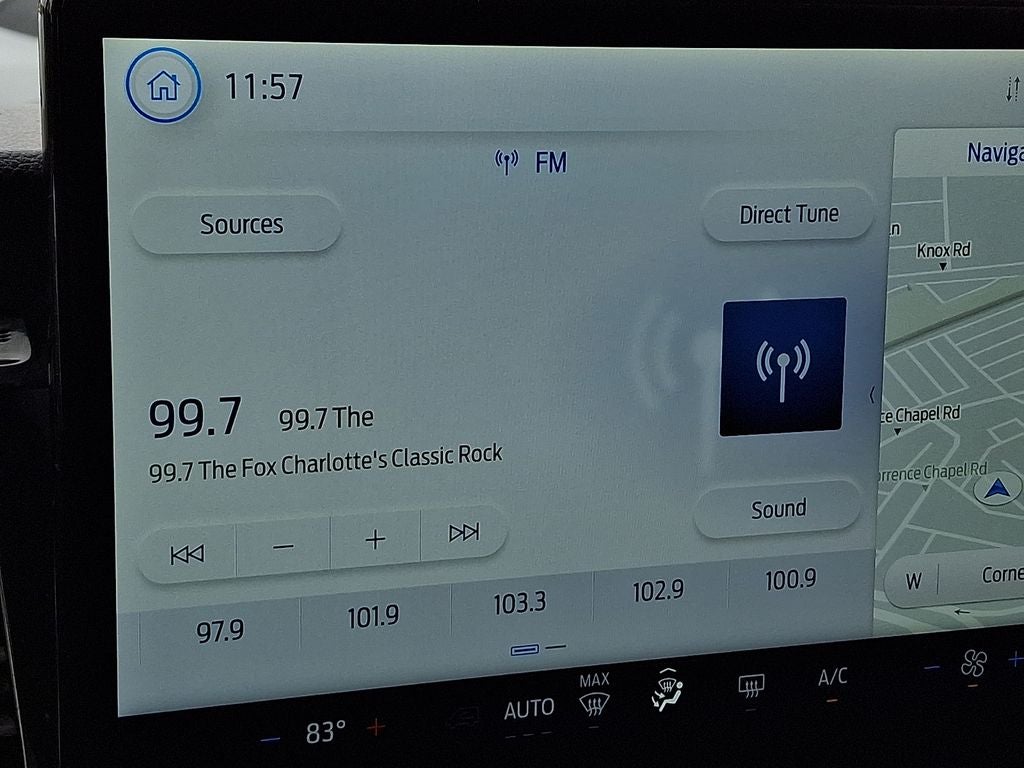 11:57
FM
Naviga
Sources
Direct Tune
Knox Rd
99.7 99.7 The
99.7 The Fox Charlotte's Classic Rock
ce Chapel Rd
orrence Chapel Rd
Sound
W Corne
97.9 101.9 103.3 102.9 100.9
83° AUTO MAX A/C